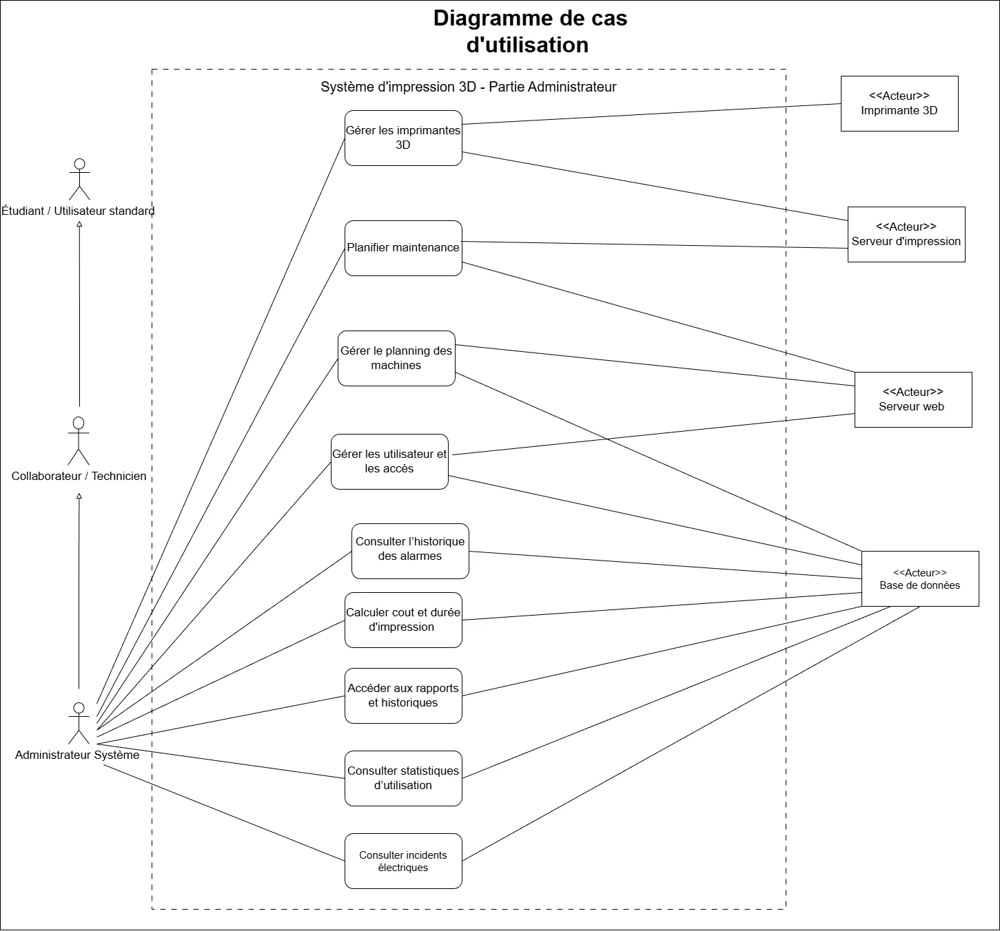 Diagramme de cas
d'utilisation
Système d'impression 3D - Partie Administrateur
<<Acteur>>
Imprimante 3D
Gérer les imprimantes
3D
Étudiant / Utilisateur standard
<<Acteur>>
Serveur d'impression
Planifier maintenance
Gérer le planning des
machines
<<Acteur>>
Serveur web
Collaborateur / Technicien
Gérer les utilisateur et
les accès
Consulter l’historique
des alarmes
<<Acteur>>
Base de données
Calculer cout et durée
d'impression
Accéder aux rapports
et historiques
Administrateur Système
Consulter statistiques
d’utilisation
Consulter incidents
électriques